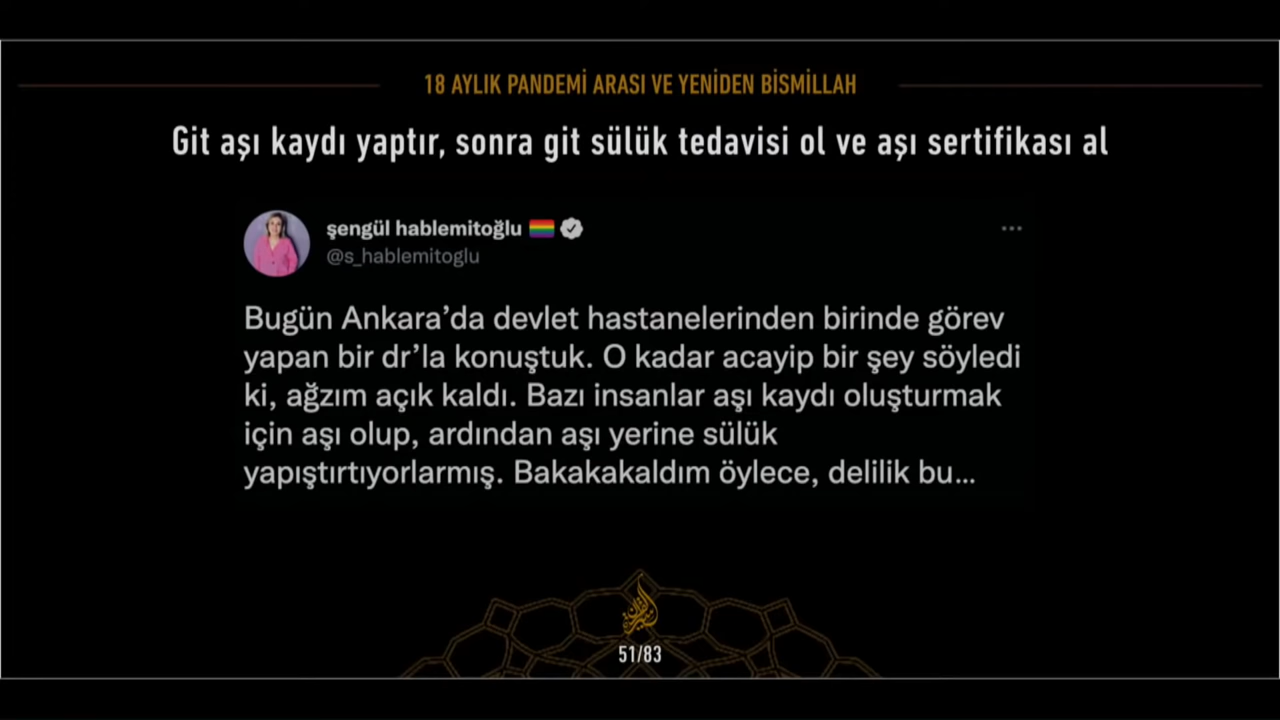 18 AYLIK PANDEMİ ARASI VE YENİDEN BİSMİLLAH
Git aşı kaydı yaptır, sonra git sülük tedavisi ol ve aşı sertifikası al
şengül hablemitoğlu
@s_hablemitoglu
Bugün Ankara’da devlet hastanelerinden birinde görev
yapan bir dr’la konuştuk. O kadar acayip bir şey söyledi
ki, ağzım açık kaldı. Bazı insanlar aşı kaydı oluşturmak
için aşı olup, ardından aşı yerine sülük
yapıştırtıyorlarmış. Bakakakaldım öylece, delilik bu...
51/83